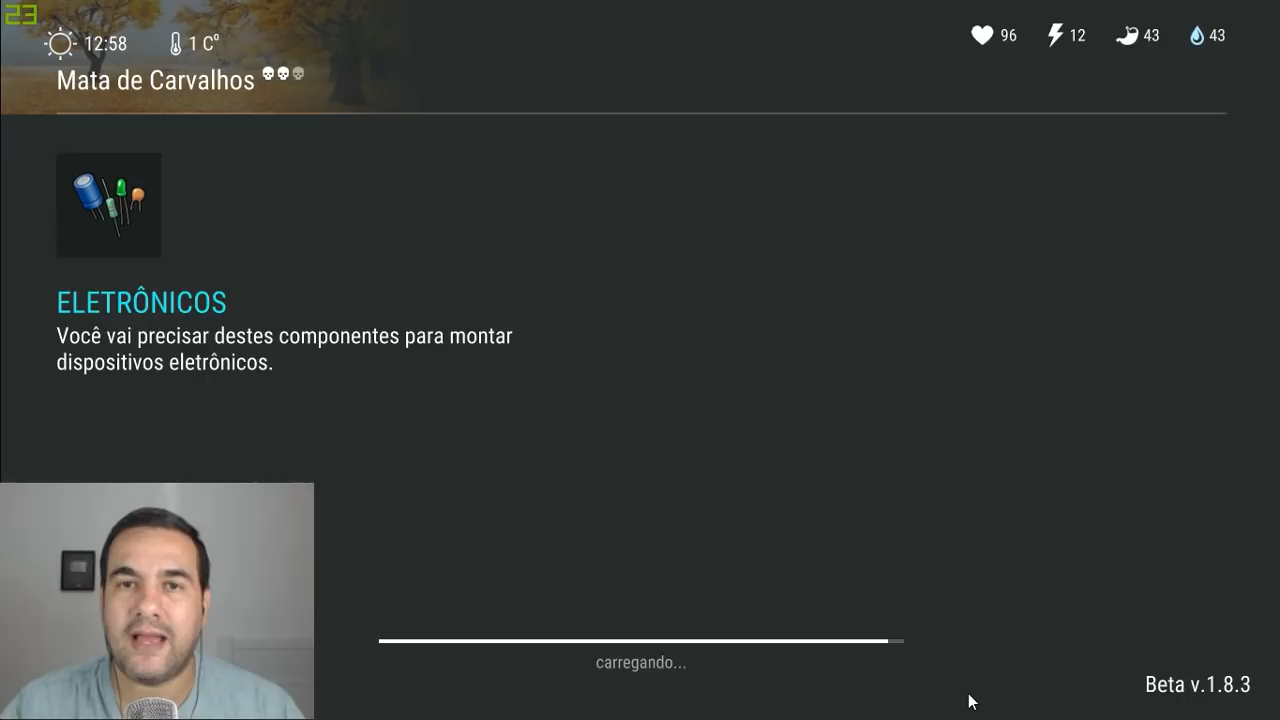 23
12:58
1 Cº
96
12
43
43
Mata de Carvalhos
ELETRÔNICOS
Você vai precisar destes componentes para montar
dispositivos eletrônicos.
carregando...
Beta v.1.8.3